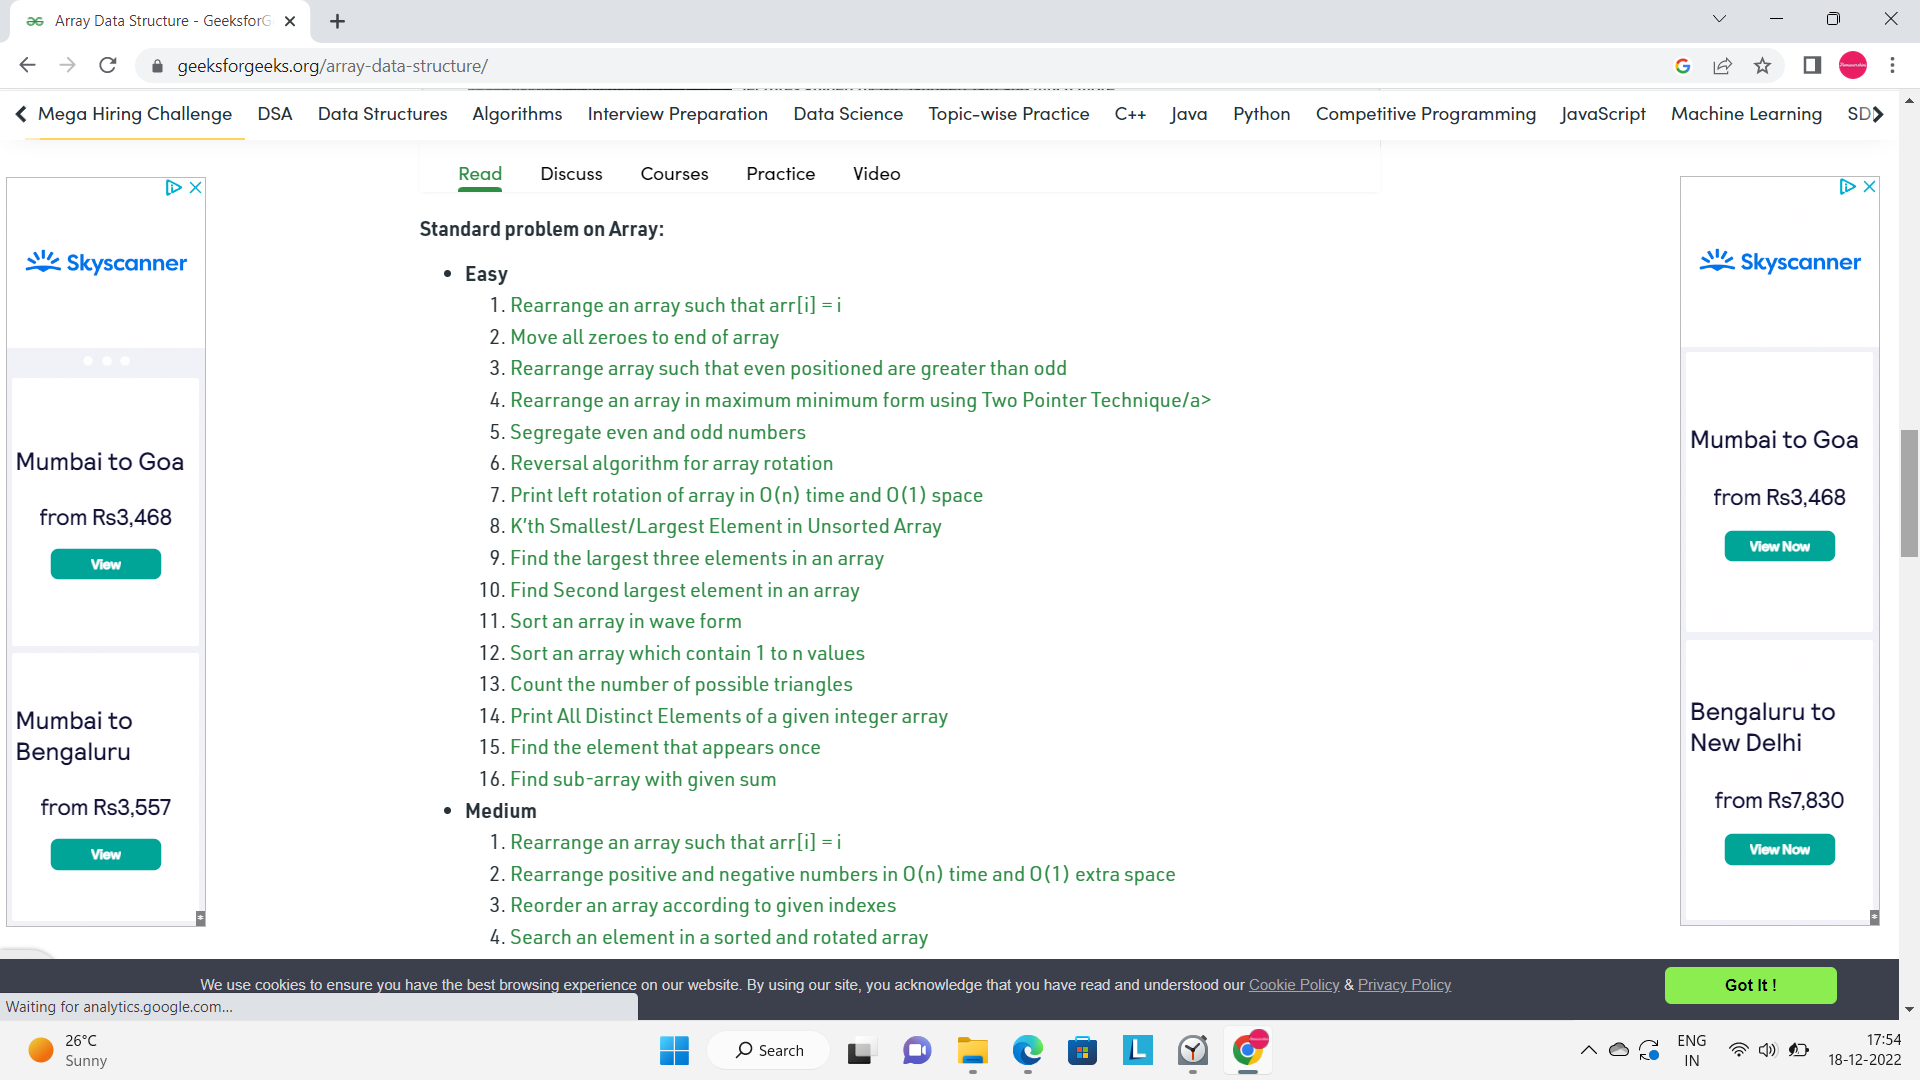 Array Data Structure - GeeksforG
geeksforgeeks.org/array-data-structure/
Mega Hiring Challenge DSA Data Structures Algorithms Interview Preparation Data Science Topic-wise Practice C++ Java Python Competitive Programming JavaScript Machine Learning SD
Read Discuss Courses Practice Video
Standard problem on Array:
• Easy
1. Rearrange an array such that arr[i] = i
2. Move all zeroes to end of array
3. Rearrange array such that even positioned are greater than odd
4. Rearrange an array in maximum minimum form using Two Pointer Technique/a>
5. Segregate even and odd numbers
6. Reversal algorithm for array rotation
7. Print left rotation of array in O(n) time and O(1) space
8. K’th Smallest/Largest Element in Unsorted Array
9. Find the largest three elements in an array
10. Find Second largest element in an array
11. Sort an array in wave form
12. Sort an array which contain 1 to n values
13. Count the number of possible triangles
14. Print All Distinct Elements of a given integer array
15. Find the element that appears once
16. Find sub-array with given sum
• Medium
1. Rearrange an array such that arr[i] = i
2. Rearrange positive and negative numbers in O(n) time and O(1) extra space
3. Reorder an array according to given indexes
4. Search an element in a sorted and rotated array
Skyscanner
Mumbai to Goa
from Rs3,468
View
Mumbai to
Bengaluru
from Rs3,557
View
Skyscanner
Mumbai to Goa
from Rs3,468
View Now
Bengaluru to
New Delhi
from Rs7,830
View Now
We use cookies to ensure you have the best browsing experience on our website. By using our site, you acknowledge that you have read and understood our Cookie Policy & Privacy Policy
Got It !
Waiting for analytics.google.com...
26°C
Sunny
Search
ENG
IN
17:54
18-12-2022